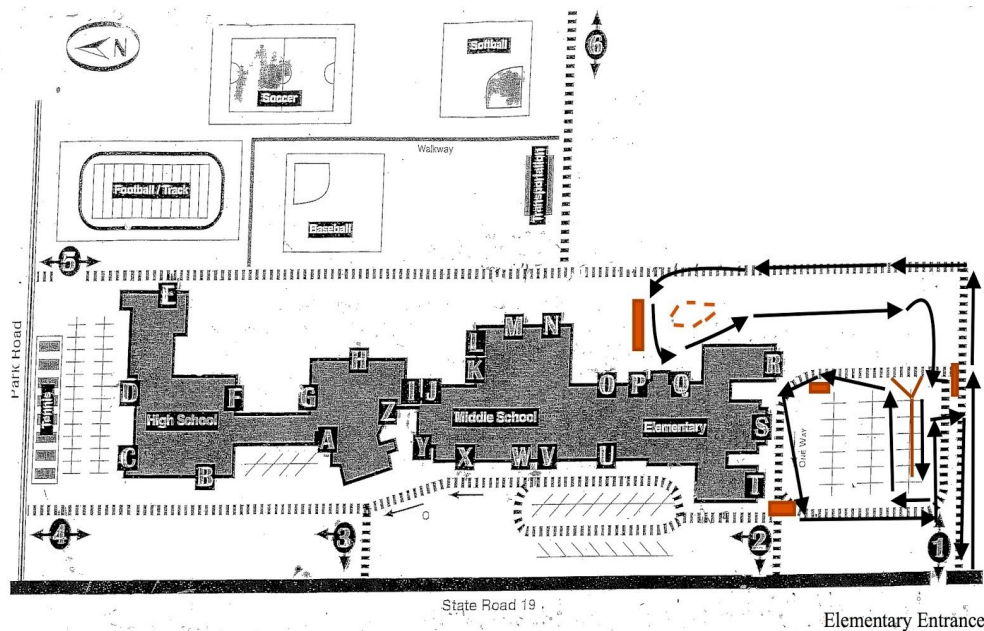 N
6
Softball
Soccer
Walkway
Transportation
Football / Track
Baseball
5
E
Park Road
Tennis
M
N
L
K
H
R
D
F
G
I
J
O
P
Q
High School
Z
Middle School
Elementary
S
A
Y
C
B
X
W
V
U
T
ONE WAY
4
3
2
1
State Road 19
Elementary Entrance